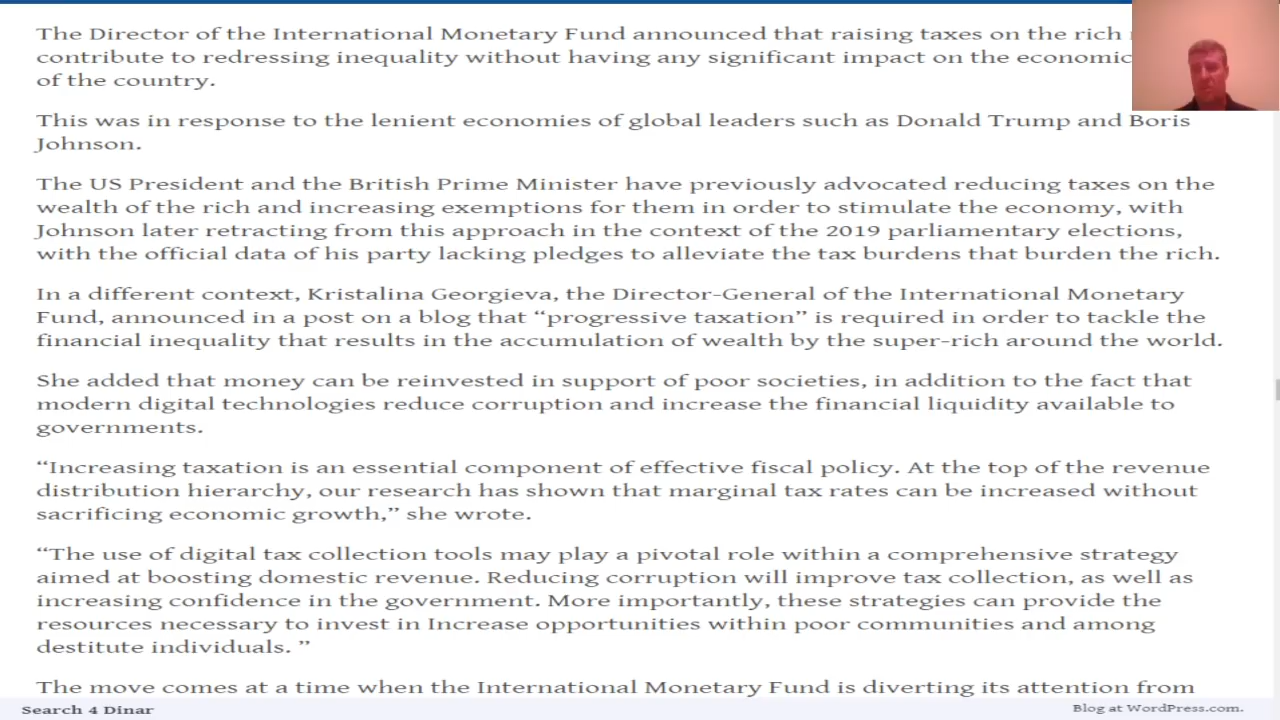 The Director of the International Monetary Fund announced that raising taxes on the rich
contribute to redressing inequality without having any significant impact on the economic
of the country.
This was in response to the lenient economies of global leaders such as Donald Trump and Boris
Johnson.
The US President and the British Prime Minister have previously advocated reducing taxes on the
wealth of the rich and increasing exemptions for them in order to stimulate the economy, with
Johnson later retracting from this approach in the context of the 2019 parliamentary elections,
with the official data of his party lacking pledges to alleviate the tax burdens that burden the rich.
In a different context, Kristalina Georgieva, the Director-General of the International Monetary
Fund, announced in a post on a blog that “progressive taxation” is required in order to tackle the
financial inequality that results in the accumulation of wealth by the super-rich around the world.
She added that money can be reinvested in support of poor societies, in addition to the fact that
modern digital technologies reduce corruption and increase the financial liquidity available to
governments.
“Increasing taxation is an essential component of effective fiscal policy. At the top of the revenue
distribution hierarchy, our research has shown that marginal tax rates can be increased without
sacrificing economic growth,” she wrote.
“The use of digital tax collection tools may play a pivotal role within a comprehensive strategy
aimed at boosting domestic revenue. Reducing corruption will improve tax collection, as well as
increasing confidence in the government. More importantly, these strategies can provide the
resources necessary to invest in Increase opportunities within poor communities and among
destitute individuals. ”
The move comes at a time when the International Monetary Fund is diverting its attention from
Search 4 Dinar
Blog at WordPress.com.